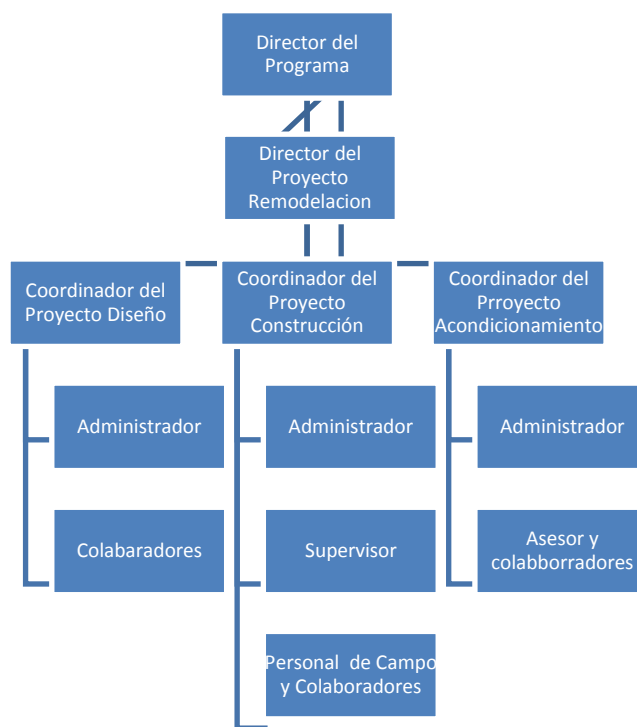 Director del
Programa
Director del
Proyecto
Remodelacion
Coordinador del
Proyecto Diseño
Coordinador del
Proyecto
Construcción
Coordinador del
Prroyecto
Acondicionamiento
Administrador
Administrador
Administrador
Colabaradores
Supervisor
Asesor y
colabborradores
Personal de Campo
y Colaboradores